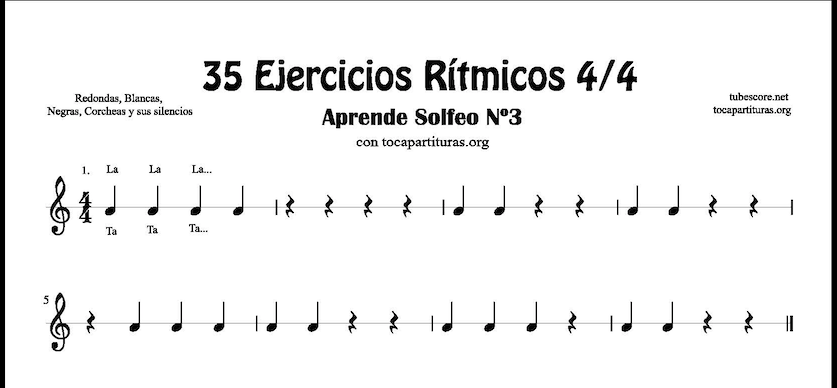 35 Ejercicios Rítmicos 4/4
Redondas, Blancas,
Negras, Corcheas y sus silencios
Aprende Solfeo Nº3
con tocapartituras.org
tubescore.net
tocapartituras.org
1. La La La...
4
4
Ta Ta Ta...
5